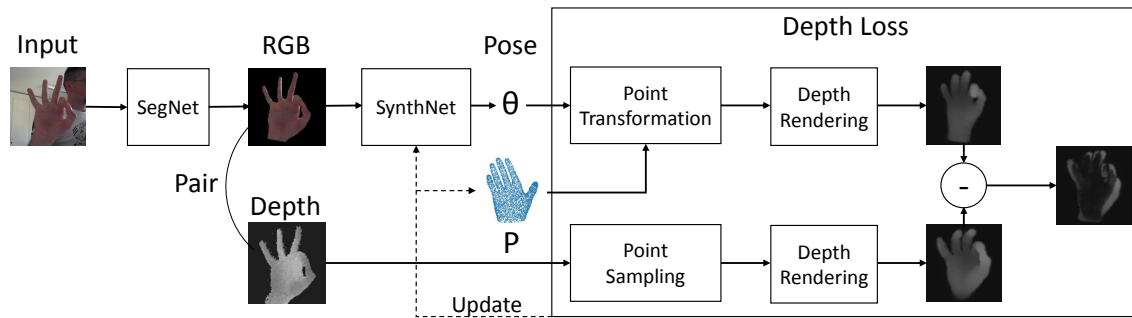 Input
RGB
Pose
Depth Loss
SegNet
SynthNet
θ
Point
Transformation
Depth
Rendering
Pair
-
Depth
P
Point
Sampling
Depth
Rendering
Update